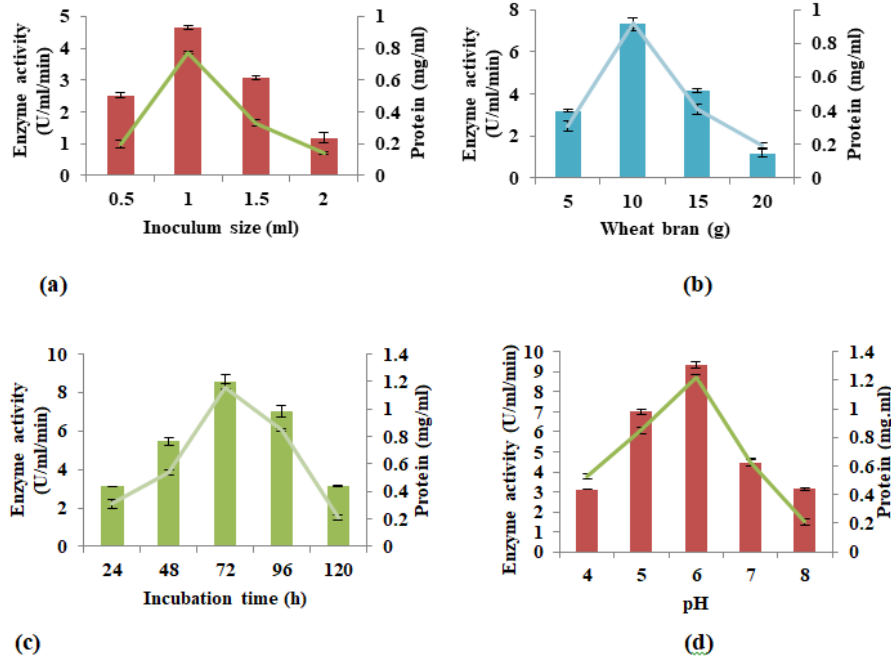 Enzyme activity
(U/ml/min)
5
4
3
2
1
0
1
0.8
0.6
0.4
0.2
0
Protein (mg/ml)
0.5 1 1.5 2
Inoculum size (ml)
(a)
Enzyme activity
(U/ml/min)
8
6
4
2
0
1
0.8
0.6
0.4
0.2
0
Protein (mg/ml)
5 10 15 20
Wheat bran (g)
(b)
Enzyme activity
(U/ml/min)
10
8
6
4
2
0
1.4
1.2
1
0.8
0.6
0.4
0.2
0
Protein (mg/ml)
24 48 72 96 120
Incubation time (h)
(c)
Enzyme activity (U/ml/min)
10
9
8
7
6
5
4
3
2
1
0
1.4
1.2
1
0.8
0.6
0.4
0.2
0
Protein (mg/ml)
4 5 6 7 8
pH
(d)